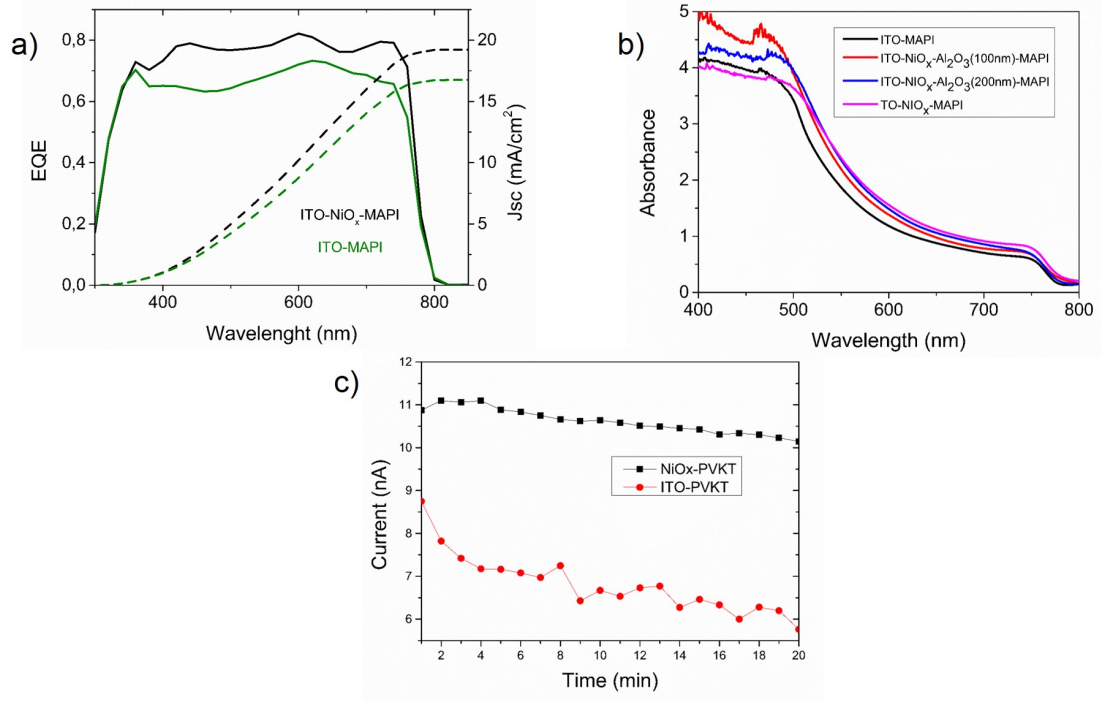 a)
0,8
0,6
0,4
0,2
0,0
EQE
20
15
10
5
0
Jsc (mA/cm²)
ITO-NiOₓ-MAPI
ITO-MAPI
400
600
800
Wavelenght (nm)
b)
5
4
3
2
1
0
Absorbance
ITO-MAPI
ITO-NiOₓ-Al₂O₃(100nm)-MAPI
ITO-NIOₓ-Al₂O₃(200nm)-MAPI
TO-NIOₓ-MAPI
400
500
600
700
800
Wavelength (nm)
c)
12
11
10
9
8
7
6
Current (nA)
NiOx-PVKT
ITO-PVKT
2
4
6
8
10
12
14
16
18
20
Time (min)